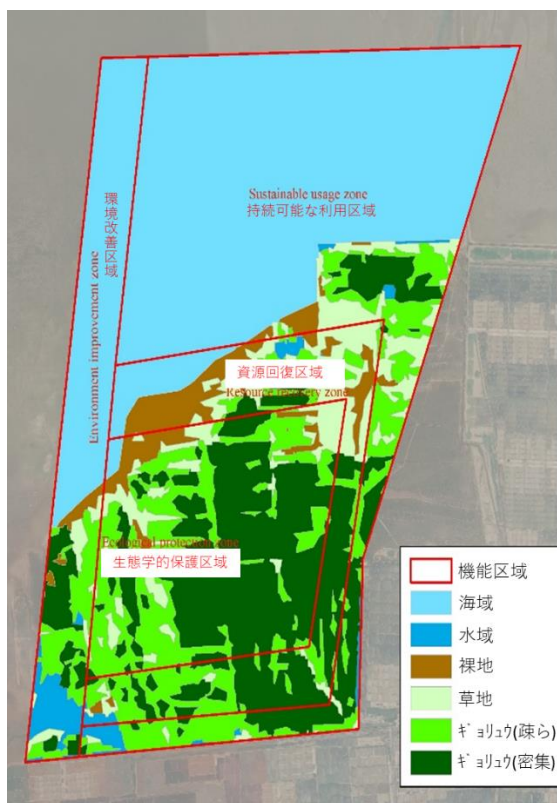 Sustainable usage zone
持続可能な利用区域
環境改善区域
Environment improvement zone
資源回復区域
Resource recovery zone
Ecological protection zone
生態学的保護区域
機能区域
海域
水域
裸地
草地
ギョリュウ(疎ら)
ギョリュウ(密集)